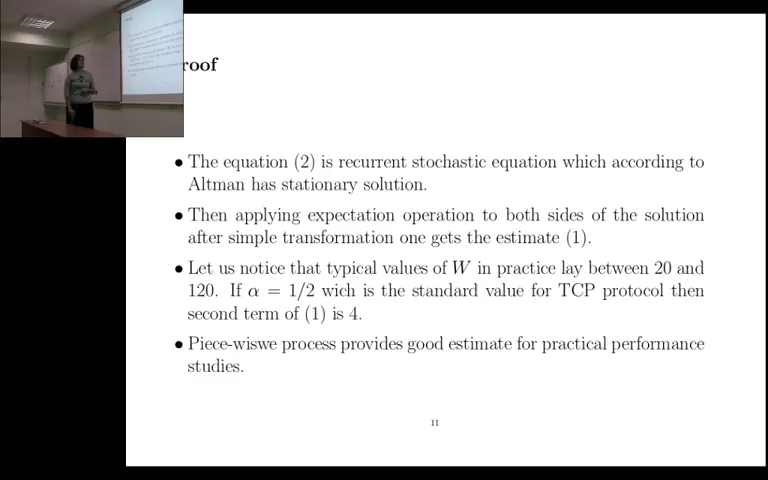 roof
• The equation (2) is recurrent stochastic equation which according to
Altman has stationary solution.
• Then applying expectation operation to both sides of the solution
after simple transformation one gets the estimate (1).
• Let us notice that typical values of W in practice lay between 20 and
120. If α = 1/2 wich is the standard value for TCP protocol then
second term of (1) is 4.
• Piece-wiswe process provides good estimate for practical performance
studies.
11